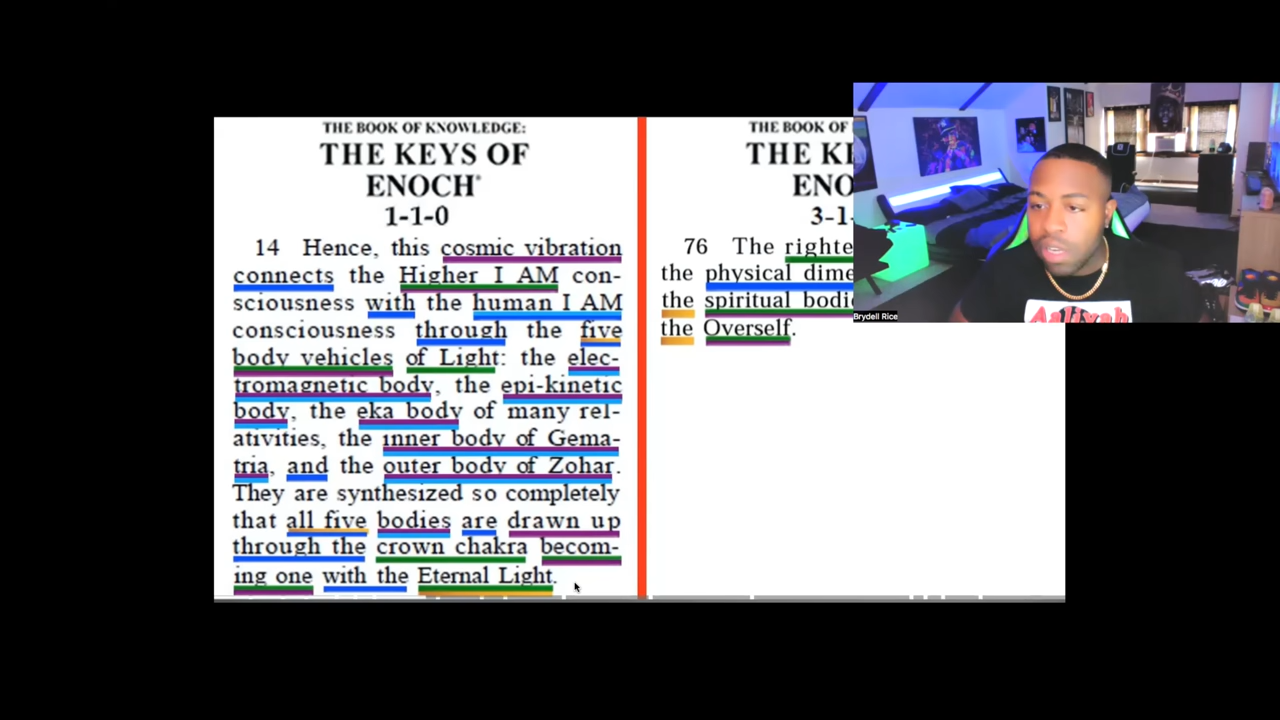 THE BOOK OF KNOWLEDGE:
THE KEYS OF
ENOCH®
1-1-0
14 Hence, this cosmic vibration
connects the Higher I AM con-
sciousness with the human I AM
consciousness through the five
body vehicles of Light: the elec-
tromagnetic body, the epi-kinetic
body, the eka body of many rel-
ativities, the inner body of Gema-
tria, and the outer body of Zohar.
They are synthesized so completely
that all five bodies are drawn up
through the crown chakra becom-
ing one with the Eternal Light.
THE BOOK OF
THE KE
ENO
3-1-
76 The righte
the physical dime
the spiritual bodie
the Overself.
Brydell Rice
Aaliyah